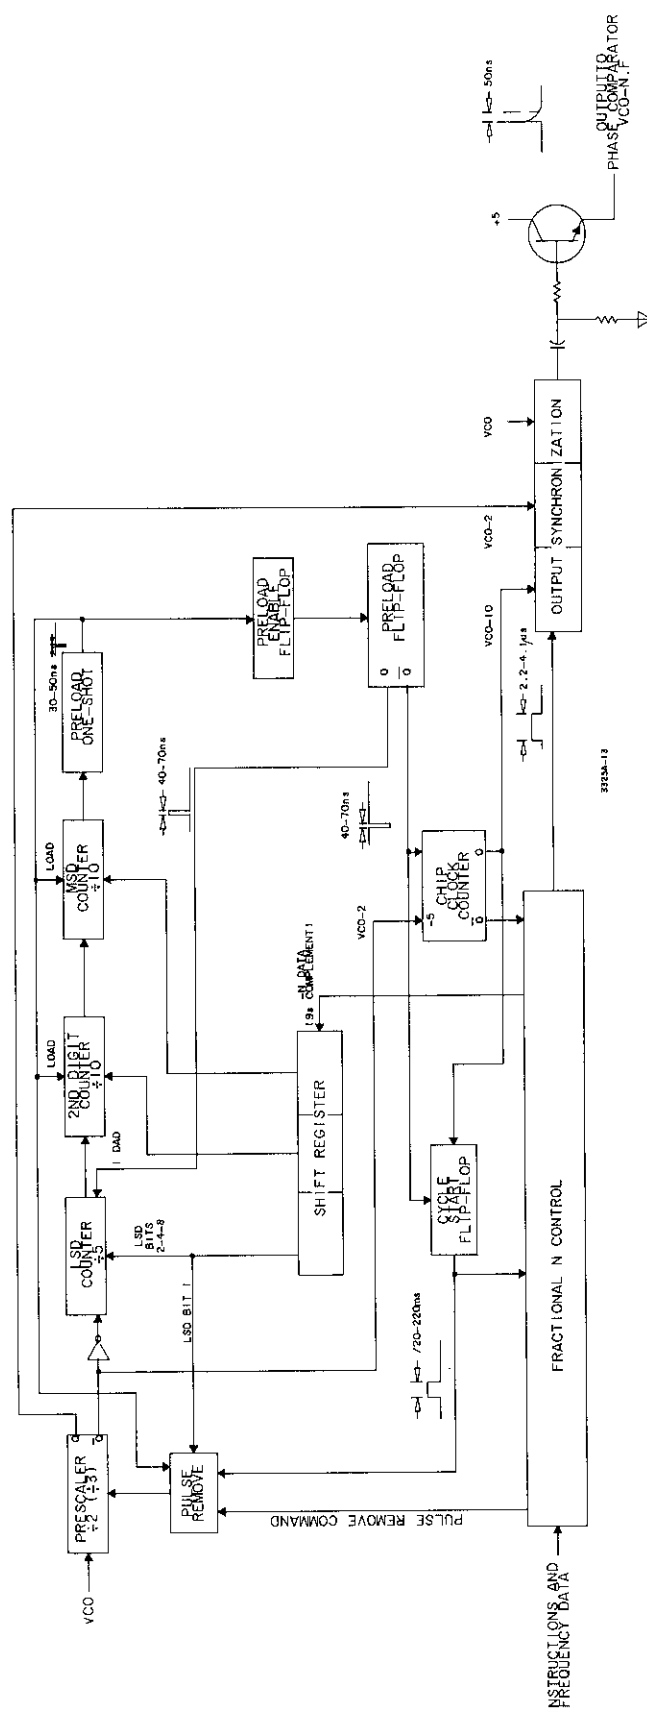 VCO
PRESCALER
÷2 (÷3)
Q
Q
LSD
COUNTER
÷5
LOAD
2ND DIGIT
COUNTER
÷10
LOAD
MSD
COUNTER
÷10
PRELOAD
ONE-SHOT
30-50ns
PULSE
REMOVE
LSD BIT 1
LSD
BITS
2-4-8
40-70ns
PRELOAD
ENABLE
FLIP-FLOP
PRELOAD
FLIP-FLOP
Q
Q
SHIFT REGISTER
-N DATA
COMPLEMENT)
VCO-2
40-70ns
PULSE REMOVE COMMAND
CYCLE
START
FLIP-FLOP
-5
CHIP
CLOCK
COUNTER
Q
Q
VCO-10
VCO-2
VCO
OUTPUT SYNCHRONIZATION
2.2-4.1µs
+5
50ns
OUTPUT TO
PHASE COMPARATOR
VCO-N.F
NSTRUCTIONS AND
FREQUENCY DATA
FRACTIONAL N CONTROL
3325A-13